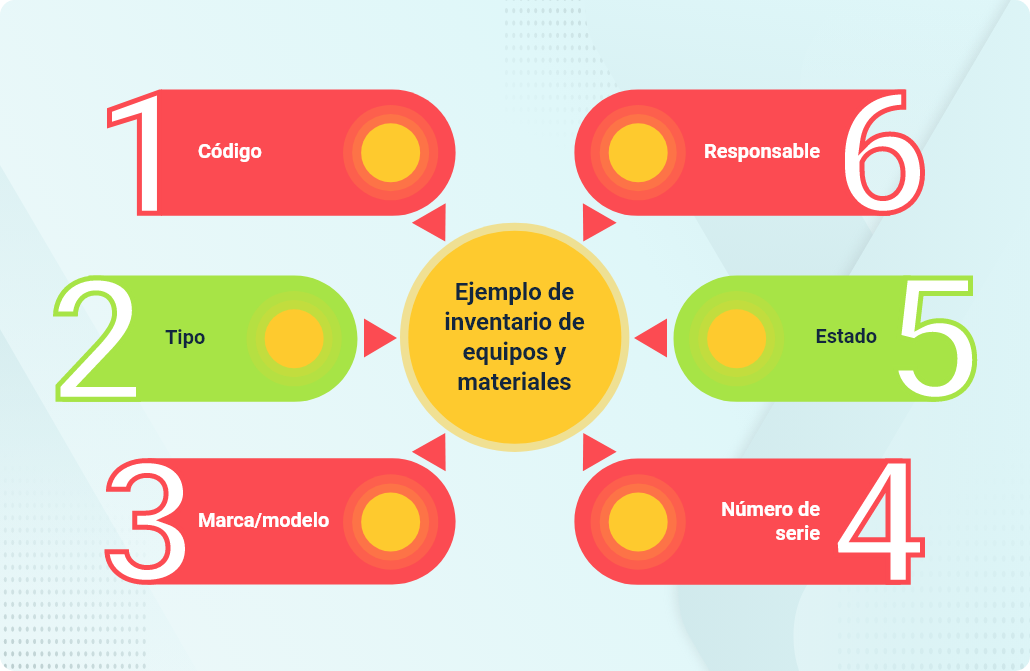 1
Código
2
Tipo
3
Marca/modelo
Ejemplo de
inventario de
equipos y
materiales
6
Responsable
5
Estado
4
Número de
serie